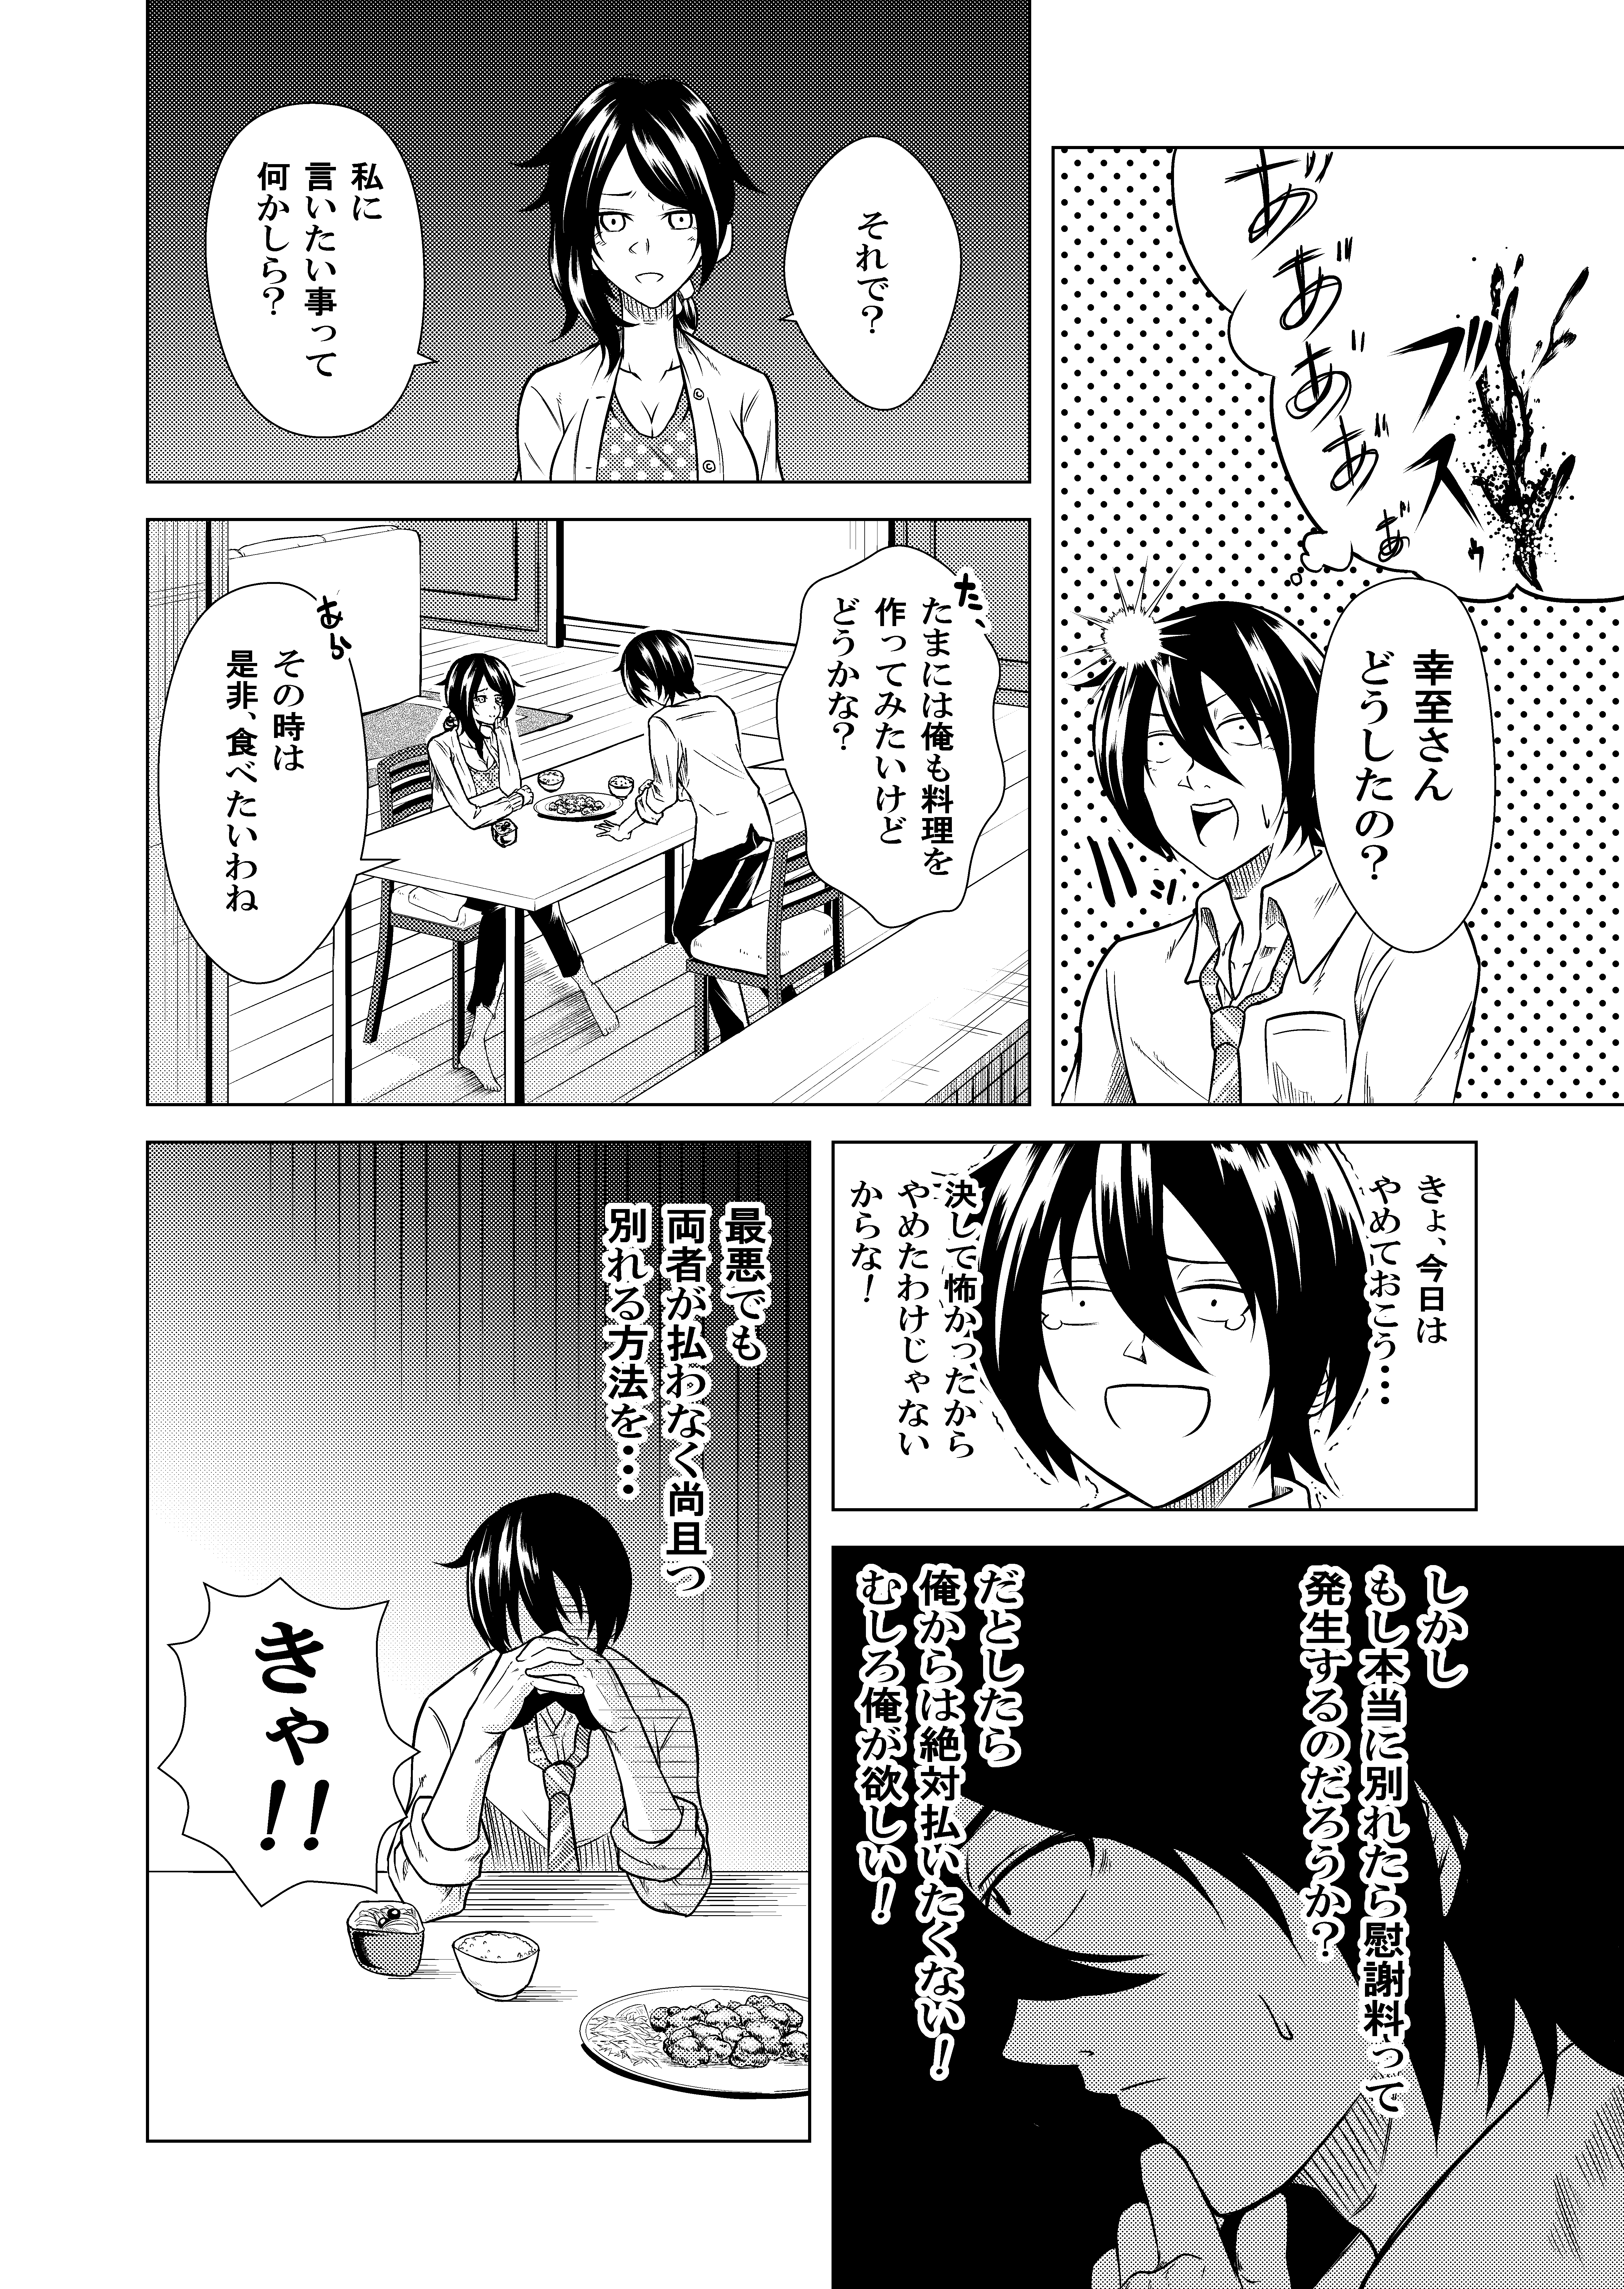 あ゛
あ゛
あ゛
あ゛
あ゛
あ゛
ブ
ス
ゥ
幸至さん
どうしたの？
ハッ
それで？
私に
言いたい事って
何かしら？
た、
たまには俺も料理を
作ってみたいけど
どうかな？
あら
その時は
是非、食べたいわね
きょ、今日は
やめておこう・・・
決して怖かったから
やめたわけじゃない
からな！
しかし
もし本当に別れたら慰謝料って
発生するのだろうか？
だとしたら
俺からは絶対払いたくない！
むしろ俺が欲しい！
最悪でも
両者が払わなく尚且つ
別れる方法を・・・
きゃ！！